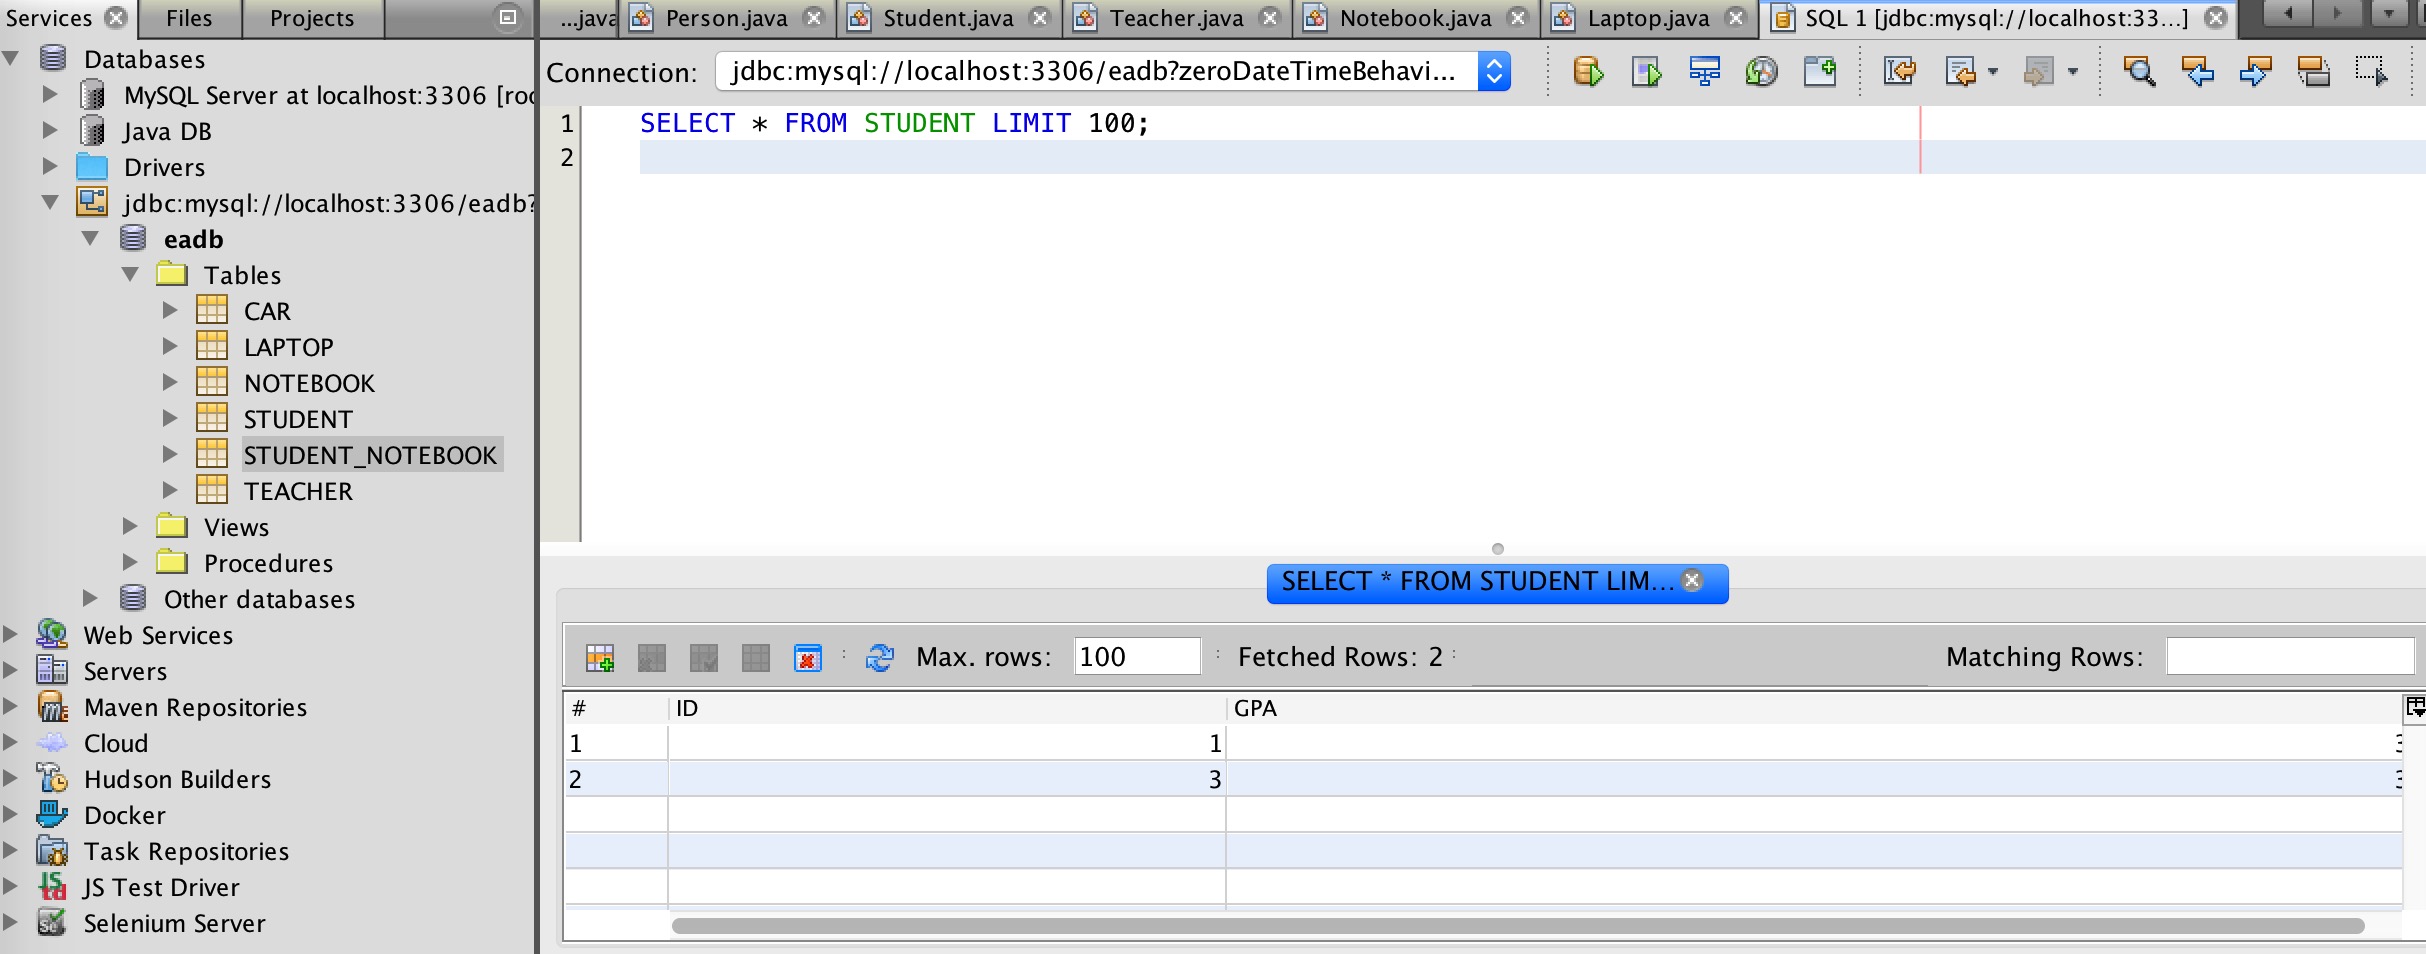 Services Files Projects
Databases
MySQL Server at localhost:3306 [roo
Java DB
Drivers
jdbc:mysql://localhost:3306/eadb?
eadb
Tables
CAR
LAPTOP
NOTEBOOK
STUDENT
STUDENT_NOTEBOOK
TEACHER
Views
Procedures
Other databases
Web Services
Servers
Maven Repositories
Cloud
Hudson Builders
Docker
Task Repositories
JS Test Driver
Selenium Server
...java Person.java Student.java Teacher.java Notebook.java Laptop.java SQL 1 [jdbc:mysql://localhost:33...]
Connection: jdbc:mysql://localhost:3306/eadb?zeroDateTimeBehavi...
1 SELECT * FROM STUDENT LIMIT 100;
2
SELECT * FROM STUDENT LIM...
Max. rows: 100 Fetched Rows: 2 Matching Rows:
# ID GPA
1 1 3
2 3 3